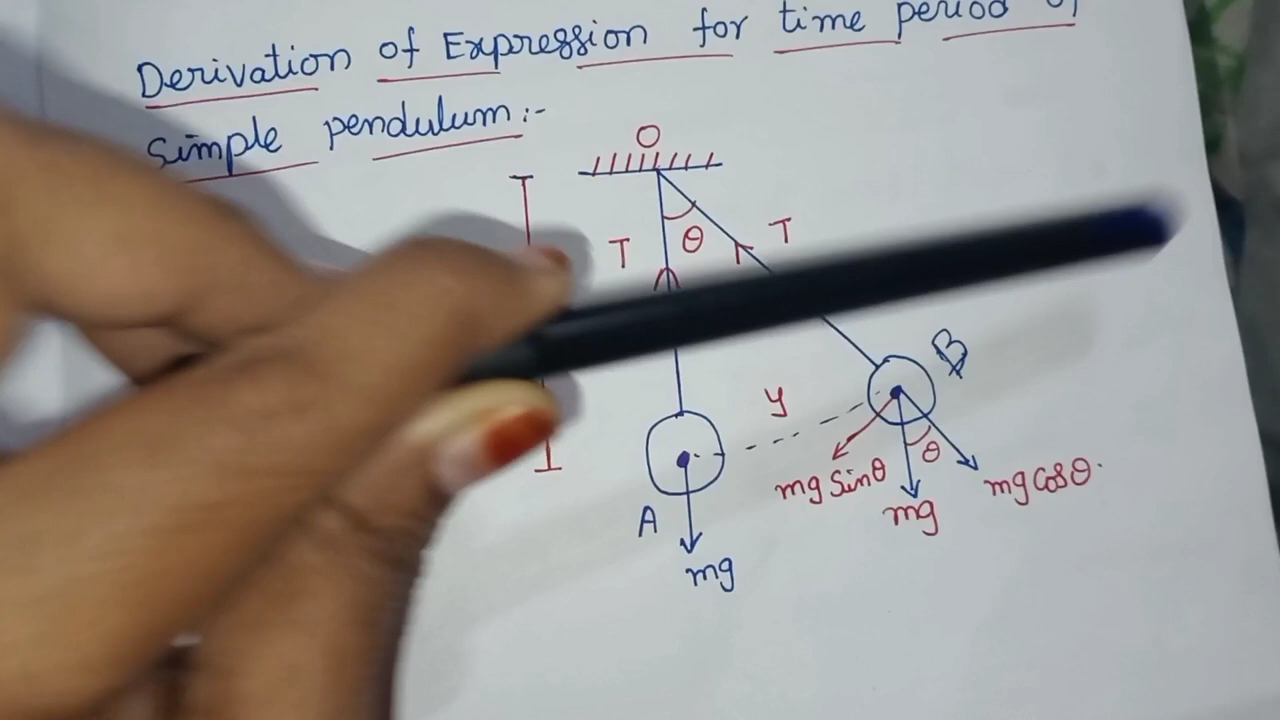 Derivation of Expression for time period of
Simple pendulum:-
O
T θ T
B
y
A
mg Sinθ
θ
mg
mg Cosθ.
mg